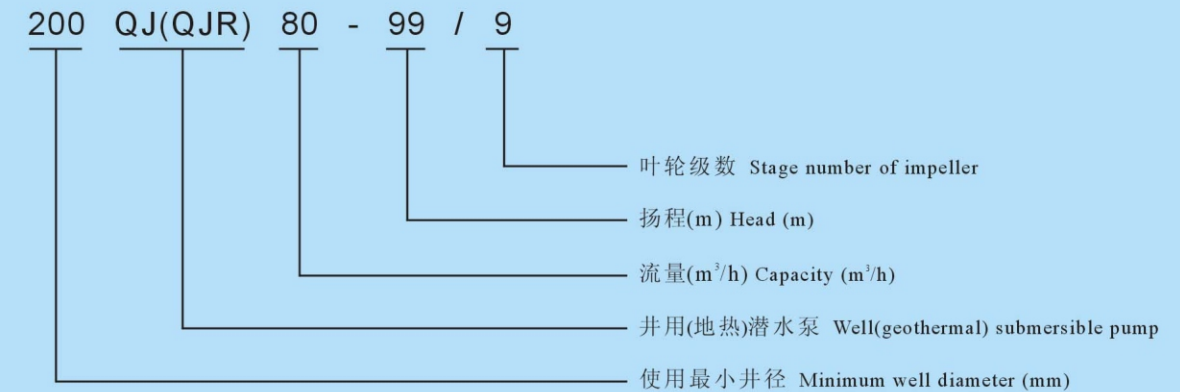 200 QJ(QJR) 80 - 99 / 9
叶轮级数 Stage number of impeller
扬程(m) Head (m)
流量(m³/h) Capacity (m³/h)
井用(地热)潜水泵 Well(geothermal) submersible pump
使用最小井径 Minimum well diameter (mm)